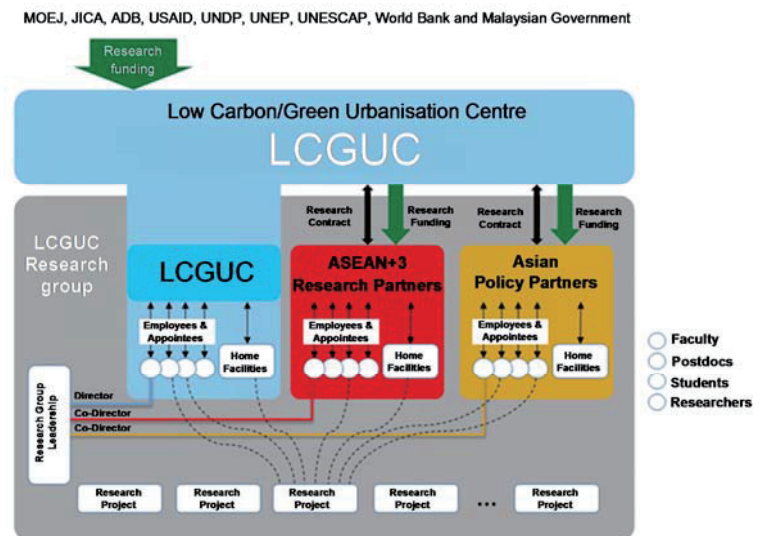 MOEJ, JICA, ADB, USAID, UNDP, UNEP, UNESCAP, World Bank and Malaysian Government
Research
funding
Low Carbon/Green Urbanisation Centre
LCGUC
LCGUC
Research
group
Research
Contract
Research
Funding
Research
Contract
Research
Funding
LCGUC
ASEAN+3
Research Partners
Asian
Policy Partners
Employees &
Appointees
Home
Facilities
Employees &
Appointees
Home
Facilities
Employees &
Appointees
Home
Facilities
Faculty
Postdocs
Students
Researchers
Research Group
Leadership
Director
Co-Director
Co-Director
Research
Project
Research
Project
Research
Project
Research
Project
...
Research
Project